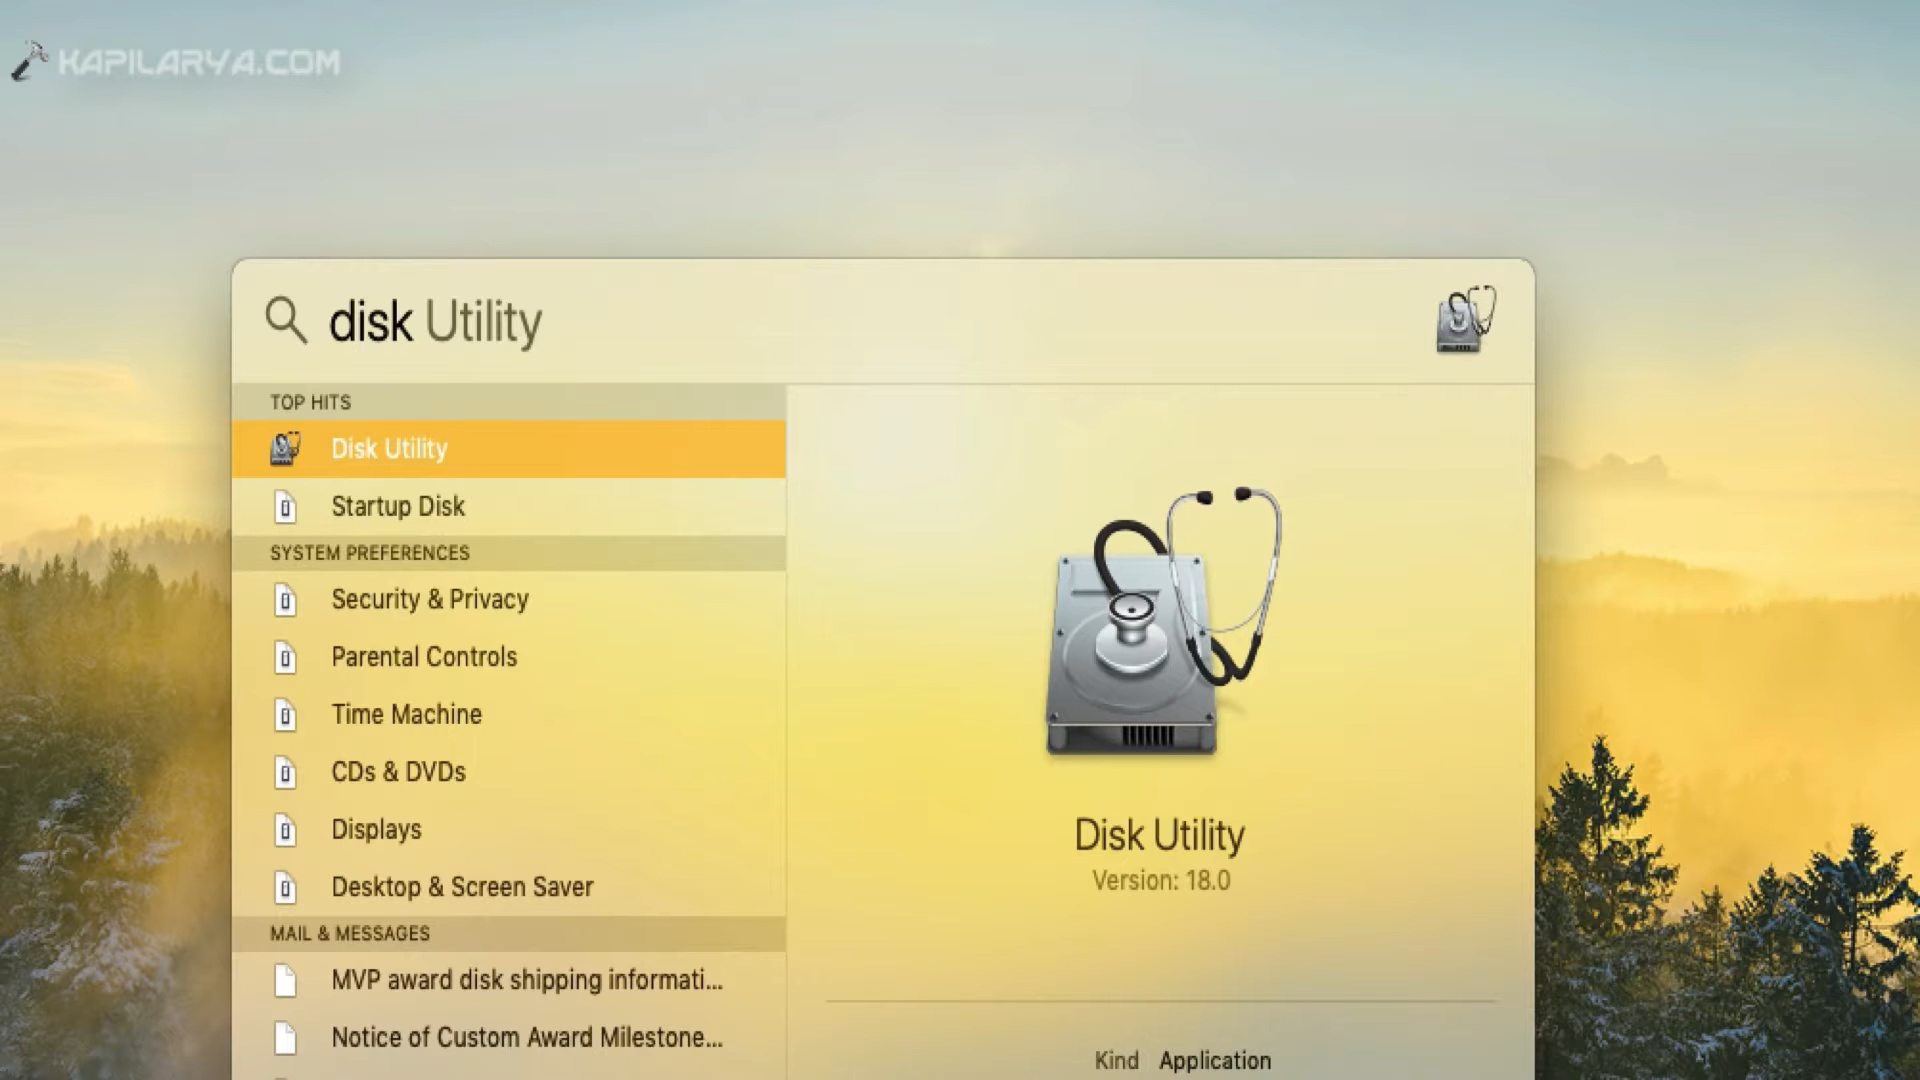 KAPILARYA.COM
disk Utility
TOP HITS
Disk Utility
Startup Disk
SYSTEM PREFERENCES
Security & Privacy
Parental Controls
Time Machine
CDs & DVDs
Displays
Desktop & Screen Saver
MAIL & MESSAGES
MVP award disk shipping informati...
Notice of Custom Award Milestone...
Disk Utility
Version: 18.0
Kind Application